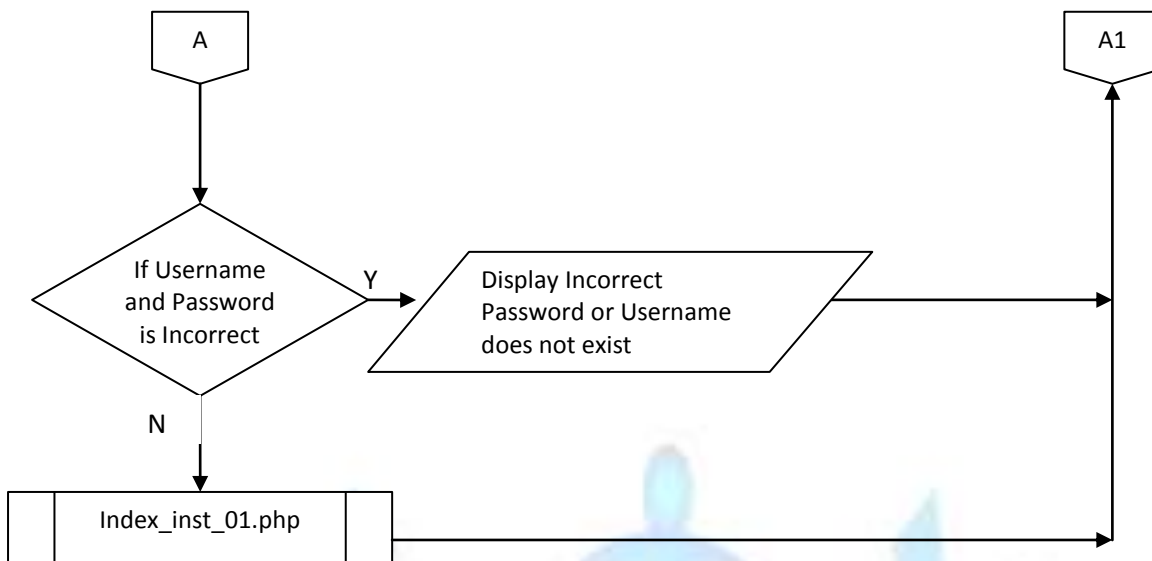 A
A1
If Username
and Password
is Incorrect
Y
Display Incorrect
Password or Username
does not exist
N
Index_inst_01.php